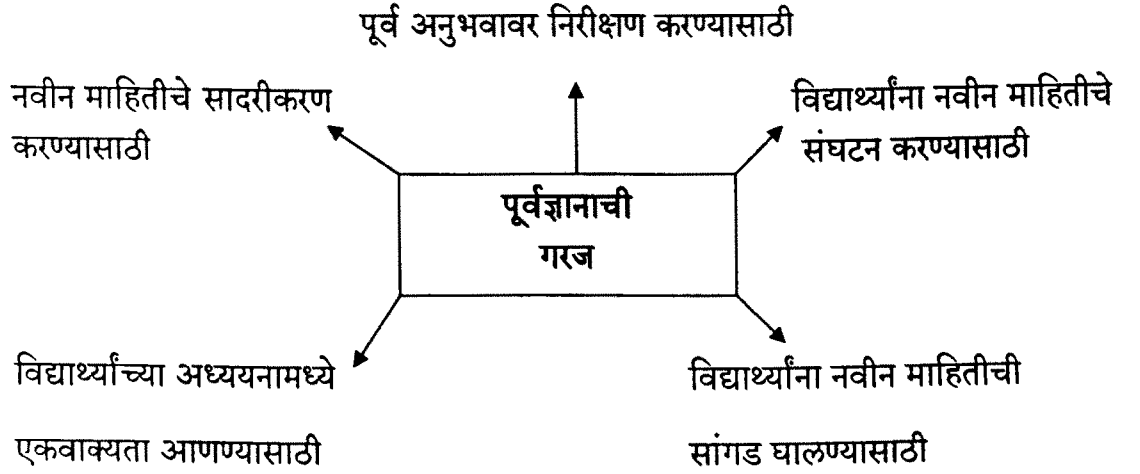 पूर्व अनुभवावर निरीक्षण करण्यासाठी
नवीन माहितीचे सादरीकरण
करण्यासाठी
विद्यार्थ्यांना नवीन माहितीचे
संघटन करण्यासाठी
पूर्वज्ञानाची
गरज
विद्यार्थ्यांच्या अध्ययनामध्ये
एकवाक्यता आणण्यासाठी
विद्यार्थ्यांना नवीन माहितीची
सांगड घालण्यासाठी